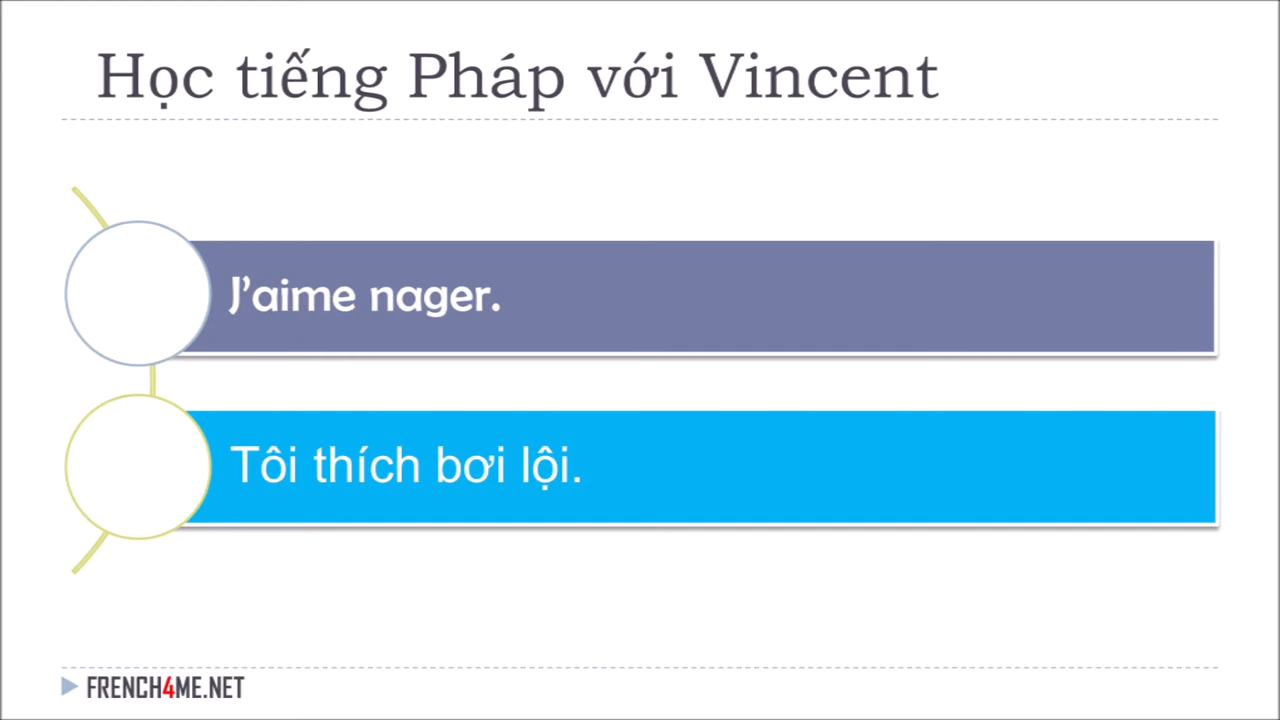 Học tiếng Pháp với Vincent
J’aime nager.
Tôi thích bơi lội.
FRENCH4ME.NET